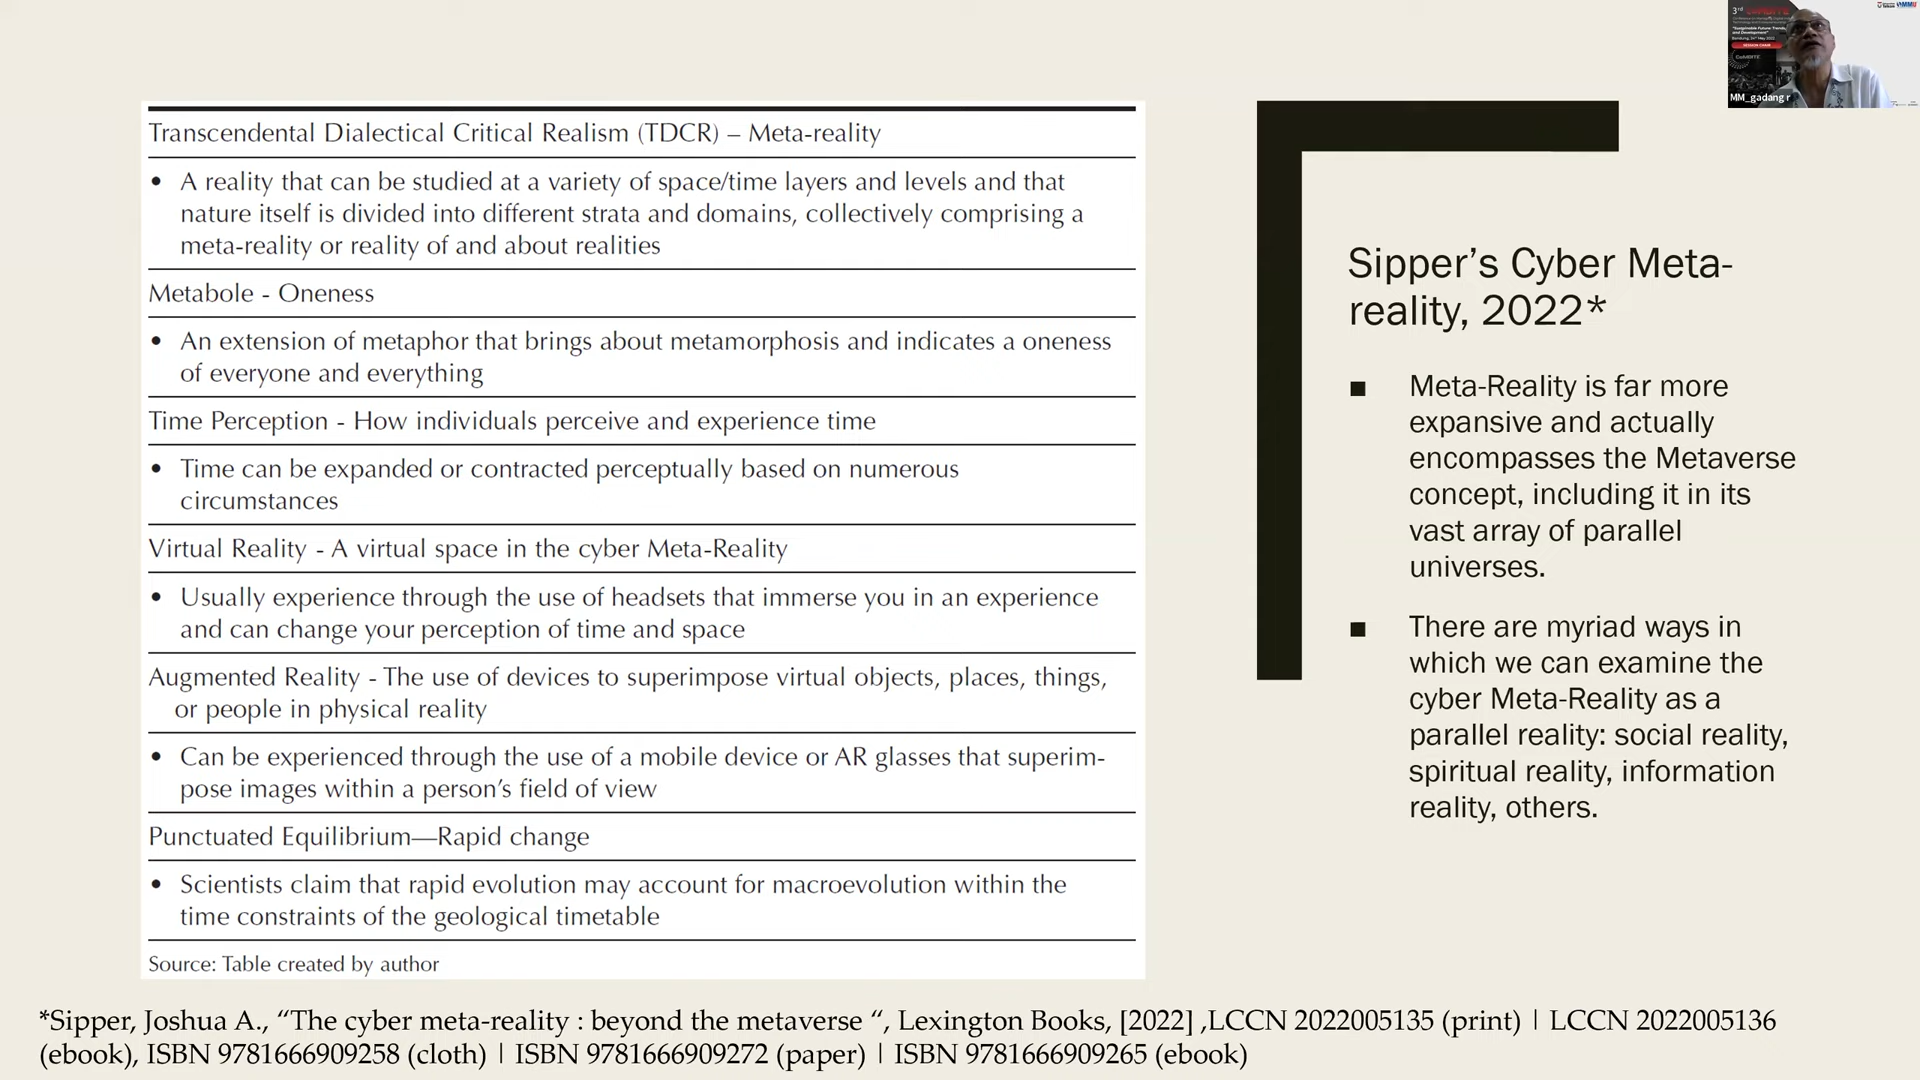 Transcendental Dialectical Critical Realism (TDCR) – Meta-reality
• A reality that can be studied at a variety of space/time layers and levels and that
nature itself is divided into different strata and domains, collectively comprising a
meta-reality or reality of and about realities
Metabole - Oneness
• An extension of metaphor that brings about metamorphosis and indicates a oneness
of everyone and everything
Time Perception - How individuals perceive and experience time
• Time can be expanded or contracted perceptually based on numerous
circumstances
Virtual Reality - A virtual space in the cyber Meta-Reality
• Usually experience through the use of headsets that immerse you in an experience
and can change your perception of time and space
Augmented Reality - The use of devices to superimpose virtual objects, places, things,
or people in physical reality
• Can be experienced through the use of a mobile device or AR glasses that superim-
pose images within a person's field of view
Punctuated Equilibrium—Rapid change
• Scientists claim that rapid evolution may account for macroevolution within the
time constraints of the geological timetable
Source: Table created by author
Sipper's Cyber Meta-
reality, 2022*
■ Meta-Reality is far more
expansive and actually
encompasses the Metaverse
concept, including it in its
vast array of parallel
universes.
■ There are myriad ways in
which we can examine the
cyber Meta-Reality as a
parallel reality: social reality,
spiritual reality, information
reality, others.
*Sipper, Joshua A., “The cyber meta-reality : beyond the metaverse “, Lexington Books, [2022] ,LCCN 2022005135 (print) | LCCN 2022005136
(ebook), ISBN 9781666909258 (cloth) | ISBN 9781666909272 (paper) | ISBN 9781666909265 (ebook)
3rd
SESSION CHAIR
MM_gadang r